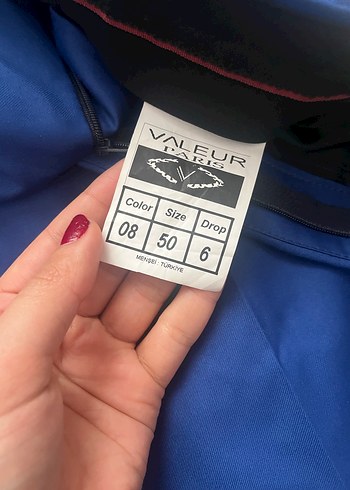 VALEUR
PARIS
V
Color Size Drop
08 50 6
MENŞEİ : TÜRKİYE